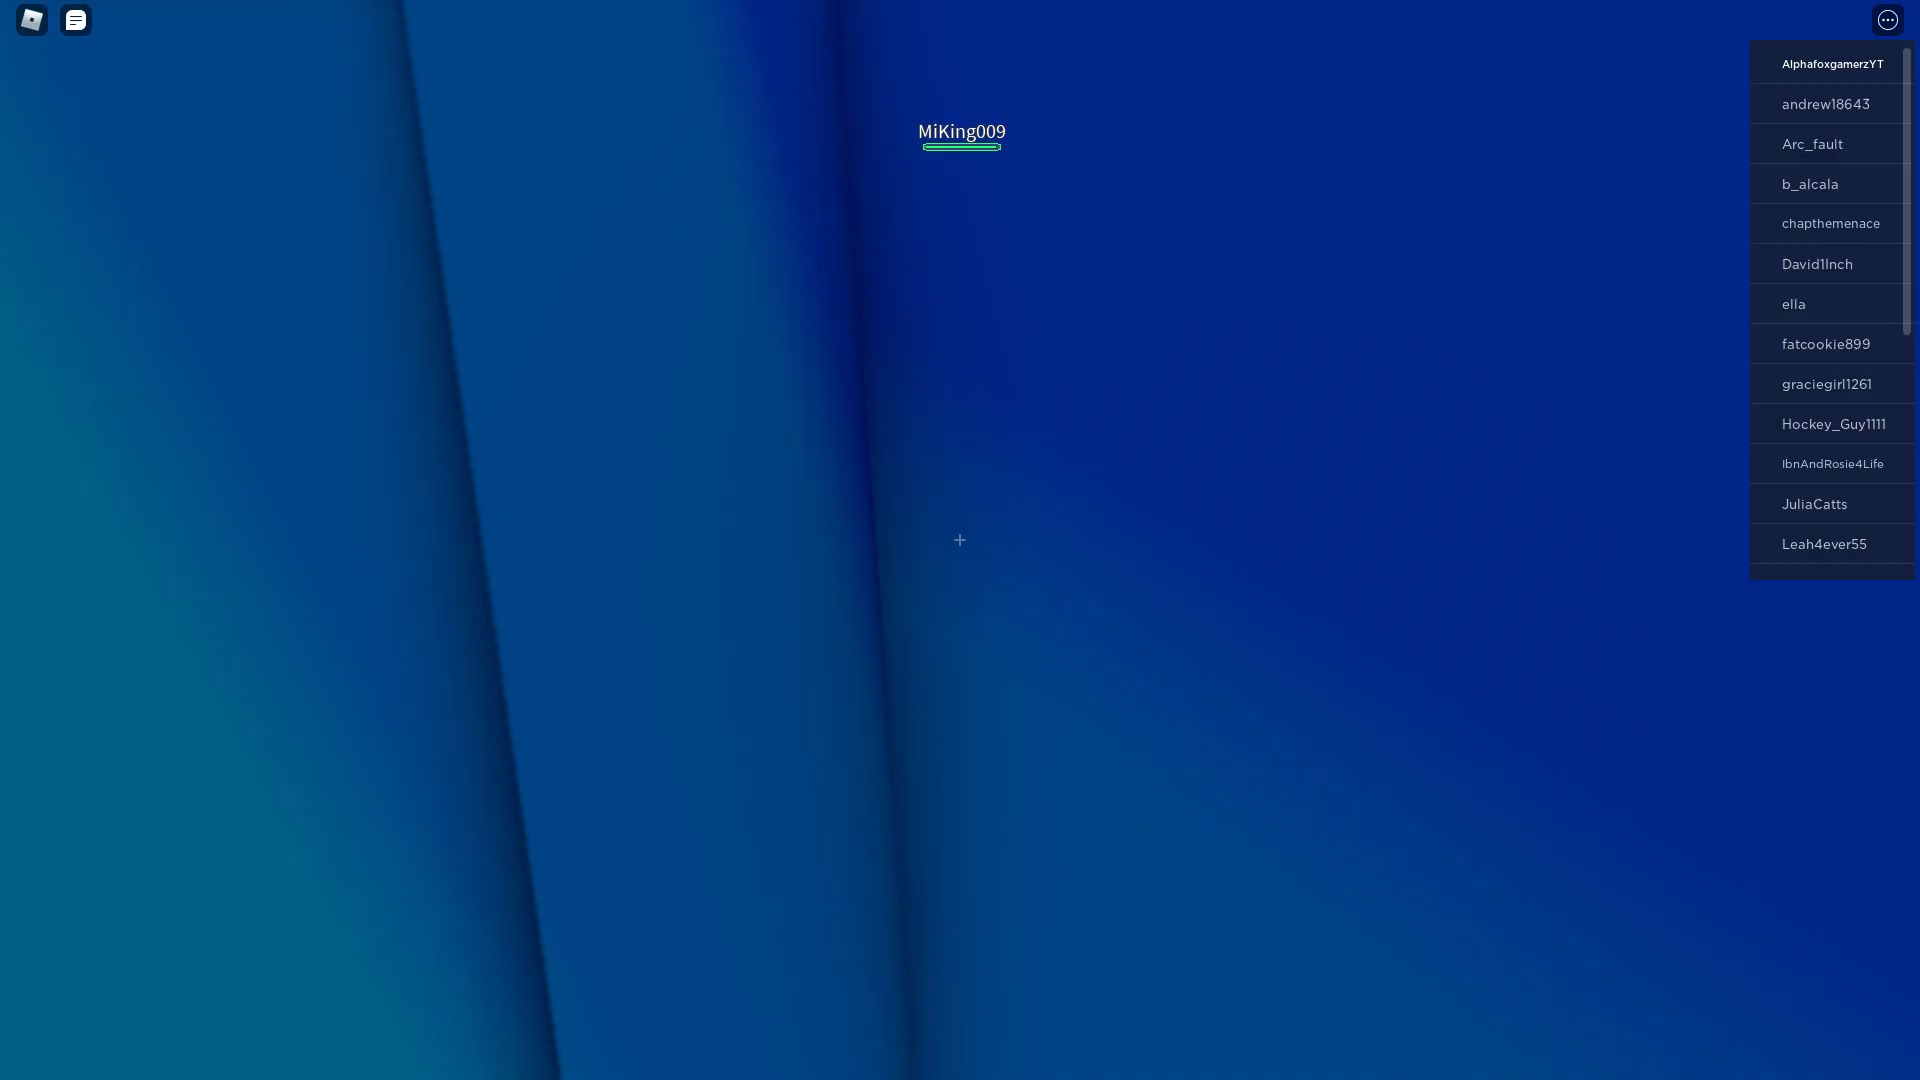 MiKing009
AlphafoxgamerzYT
andrew18643
Arc_fault
b_alcala
chapthemenace
David1Inch
ella
fatcookie899
graciegirl1261
Hockey_Guy1111
IbnAndRosie4Life
JuliaCatts
Leah4ever55